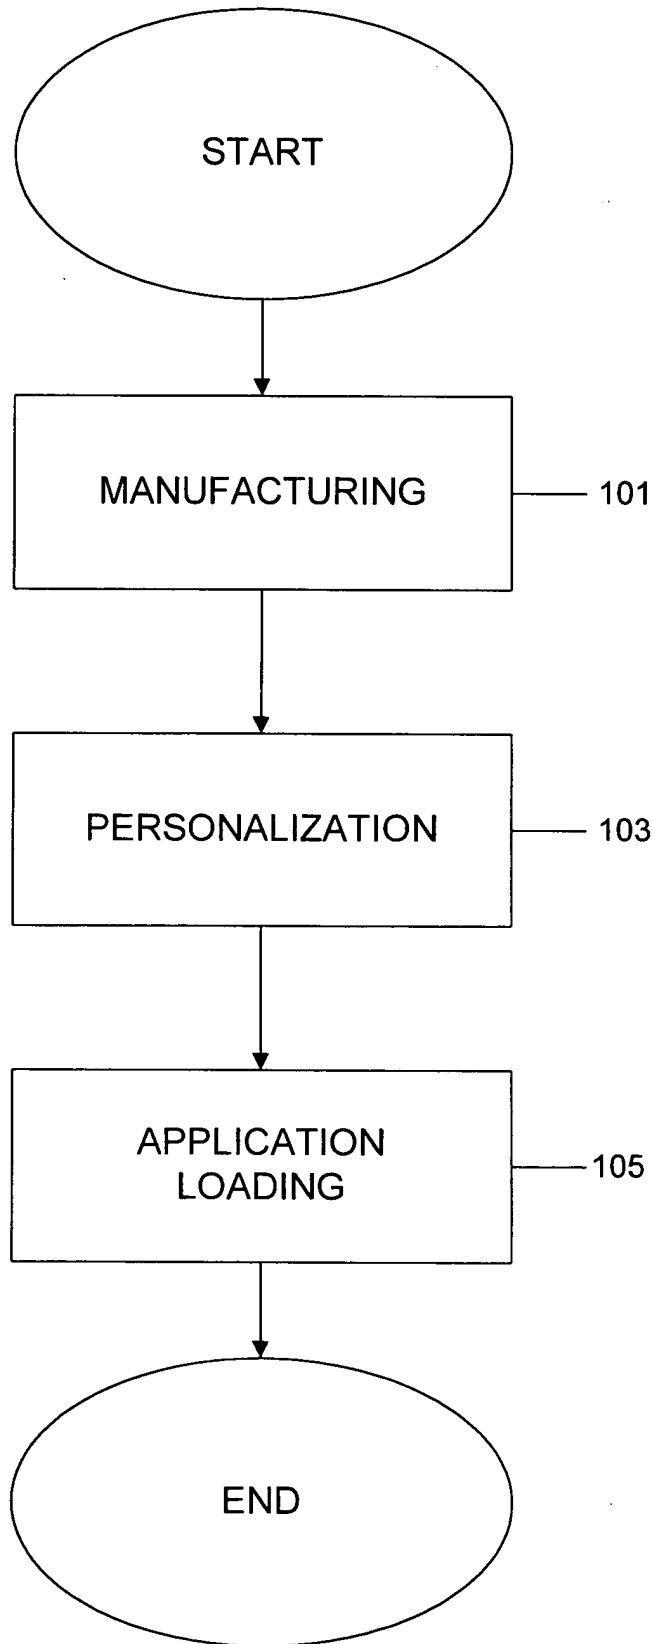 START
MANUFACTURING
101
PERSONALIZATION
103
APPLICATION
LOADING
105
END